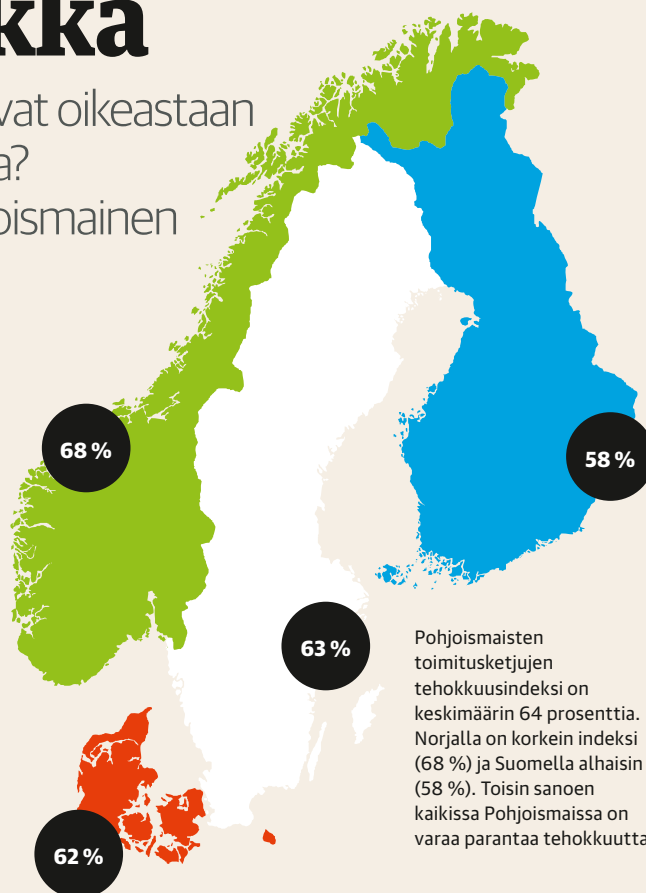 kka
vat oikeastaan
a?
oismainen
68 %
58 %
63 %
Pohjoismaisten
toimitusketjujen
tehokkuusindeksi on
keskimäärin 64 prosenttia.
Norjalla on korkein indeksi
(68 %) ja Suomella alhaisin
(58 %). Toisin sanoen
kaikissa Pohjoismaissa on
varaa parantaa tehokkuutta
62 %